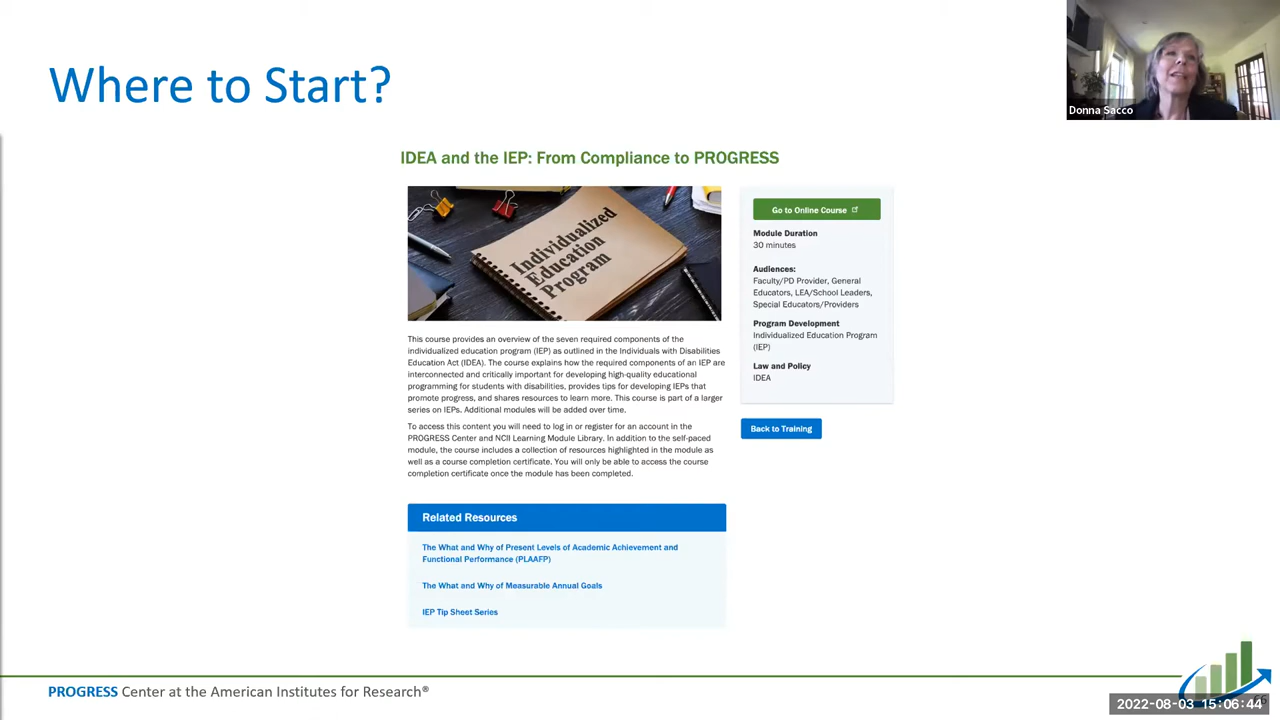 Where to Start?
Donna Sacco
IDEA and the IEP: From Compliance to PROGRESS
Individualized
Education
Program
This course provides an overview of the seven required components of the
individualized education program (IEP) as outlined in the Individuals with Disabilities
Education Act (IDEA). The course explains how the required components of an IEP are
interconnected and critically important for developing high-quality educational
programming for students with disabilities, provides tips for developing IEPs that
promote progress, and shares resources to learn more. This course is part of a larger
series on IEPs. Additional modules will be added over time.
To access this content you will need to log in or register for an account in the
PROGRESS Center and NCII Learning Module Library. In addition to the self-paced
module, the course includes a collection of resources highlighted in the module as
well as a course completion certificate. You will only be able to access the course
completion certificate once the module has been completed.
Go to Online Course
Module Duration
30 minutes
Audiences:
Faculty/PD Provider, General
Educators, LEA/School Leaders,
Special Educators/Providers
Program Development
Individualized Education Program
(IEP)
Law and Policy
IDEA
Back to Training
Related Resources
The What and Why of Present Levels of Academic Achievement and
Functional Performance (PLAAFP)
The What and Why of Measurable Annual Goals
IEP Tip Sheet Series
PROGRESS Center at the American Institutes for Research®
2022-08-03 15:06:44